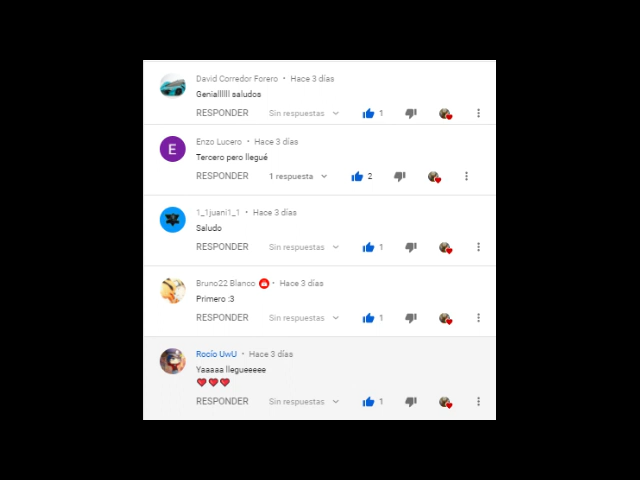 David Corredor Forero • Hace 3 días
Geniallllll saludos
RESPONDER Sin respuestas 1
E
Enzo Lucero • Hace 3 días
Tercero pero llegué
RESPONDER 1 respuesta 2
1_1juani1_1 • Hace 3 días
Saludo
RESPONDER Sin respuestas 1
Bruno22 Blanco • Hace 3 días
Primero :3
RESPONDER Sin respuestas 1
Rocío UwU • Hace 3 días
Yaaaaa llegueeeee
RESPONDER Sin respuestas 1